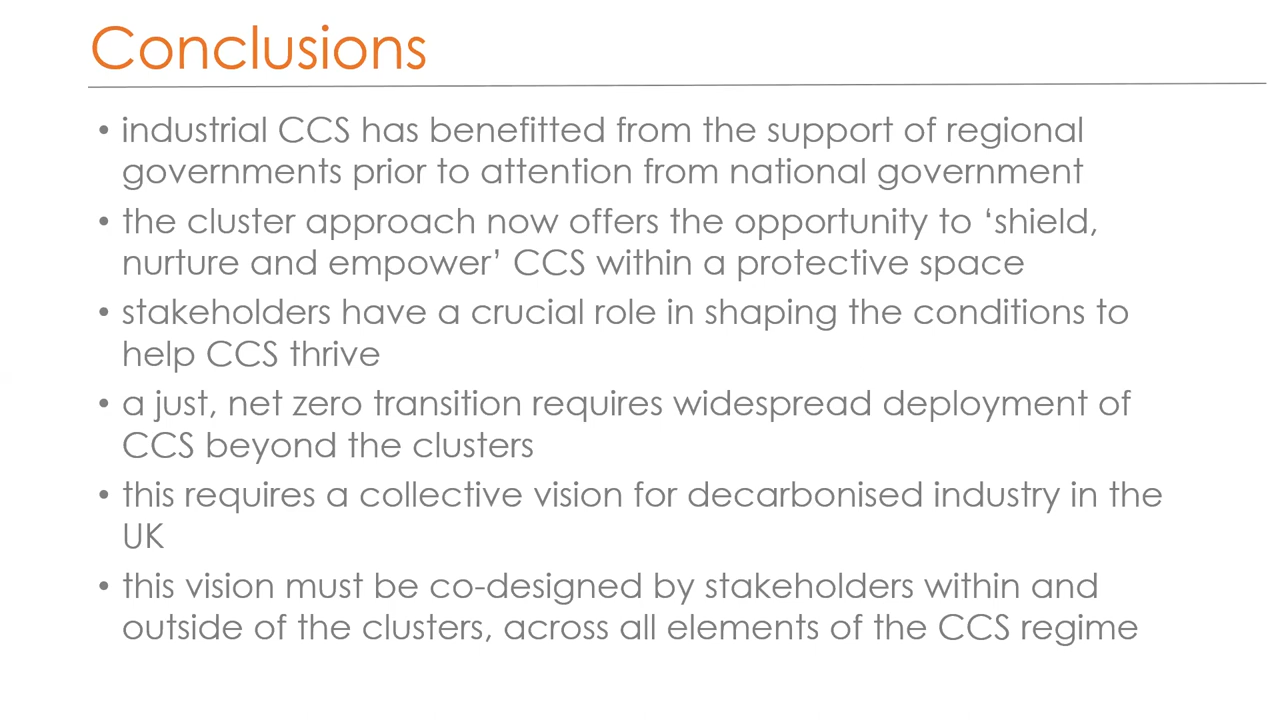 Conclusions
• industrial CCS has benefitted from the support of regional
governments prior to attention from national government
• the cluster approach now offers the opportunity to ‘shield,
nurture and empower’ CCS within a protective space
• stakeholders have a crucial role in shaping the conditions to
help CCS thrive
• a just, net zero transition requires widespread deployment of
CCS beyond the clusters
• this requires a collective vision for decarbonised industry in the
UK
• this vision must be co-designed by stakeholders within and
outside of the clusters, across all elements of the CCS regime